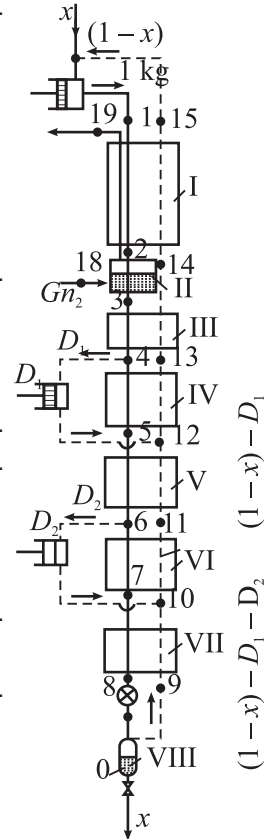 x
(1 – x)
1 kg
19
1
15
I
2
18
14
Gn₂
II
3
III
D₁
4
13
D₁
IV
5
12
V
D₂
6
11
D₂
VI
7
10
VII
8
9
0
VIII
x
(1 – x) – D₁
(1 – x) – D₁ – D₂